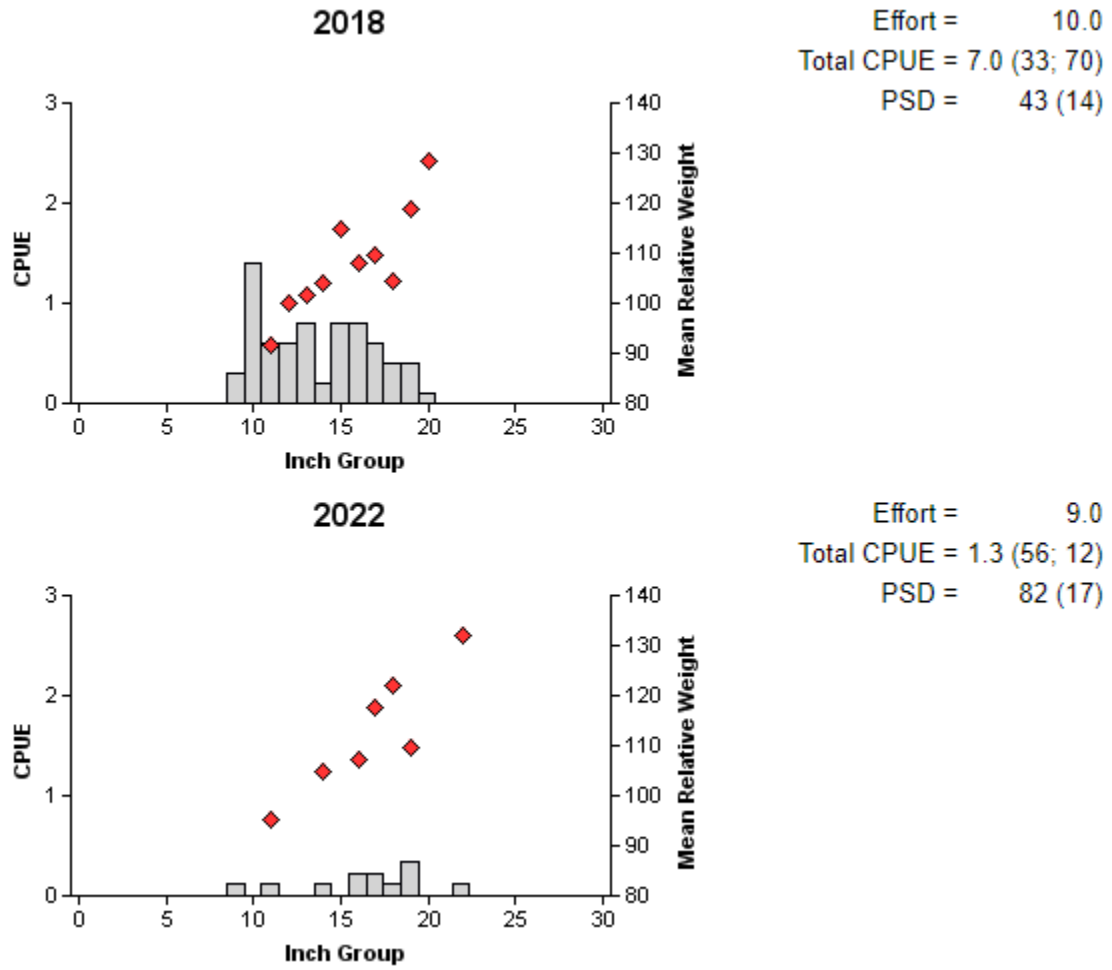 2018
Effort = 10.0
Total CPUE = 7.0 (33; 70)
PSD = 43 (14)
3
2
1
0
CPUE
140
130
120
110
100
90
80
Mean Relative Weight
0 5 10 15 20 25 30
Inch Group
2022
Effort = 9.0
Total CPUE = 1.3 (56; 12)
PSD = 82 (17)
3
2
1
0
CPUE
140
130
120
110
100
90
80
Mean Relative Weight
0 5 10 15 20 25 30
Inch Group